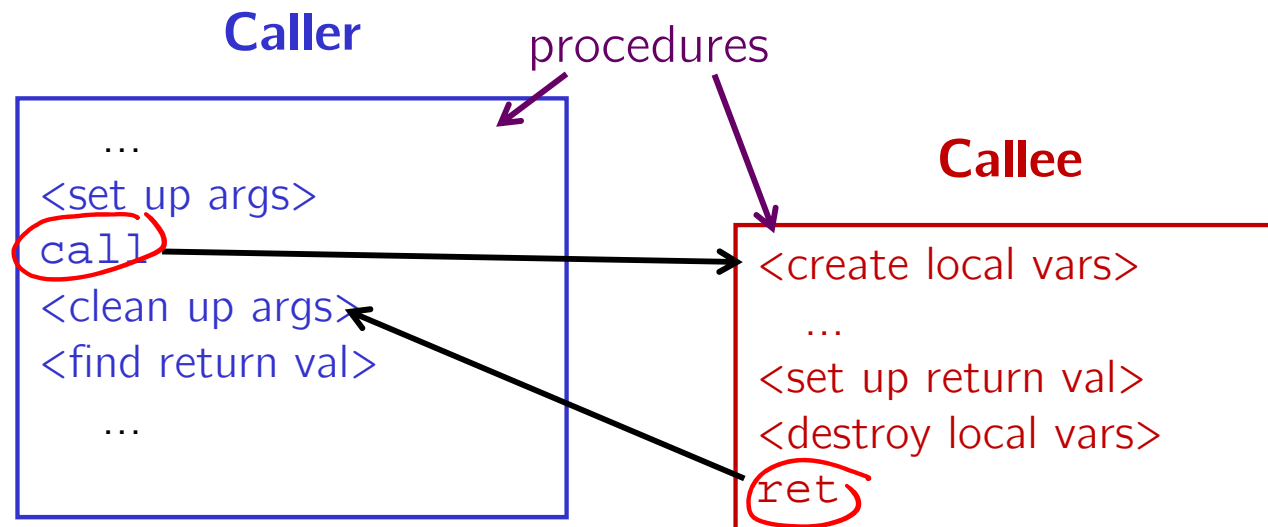 Caller
procedures
...
<set up args>
call
<clean up args>
<find return val>
...
Callee
<create local vars>
...
<set up return val>
<destroy local vars>
ret